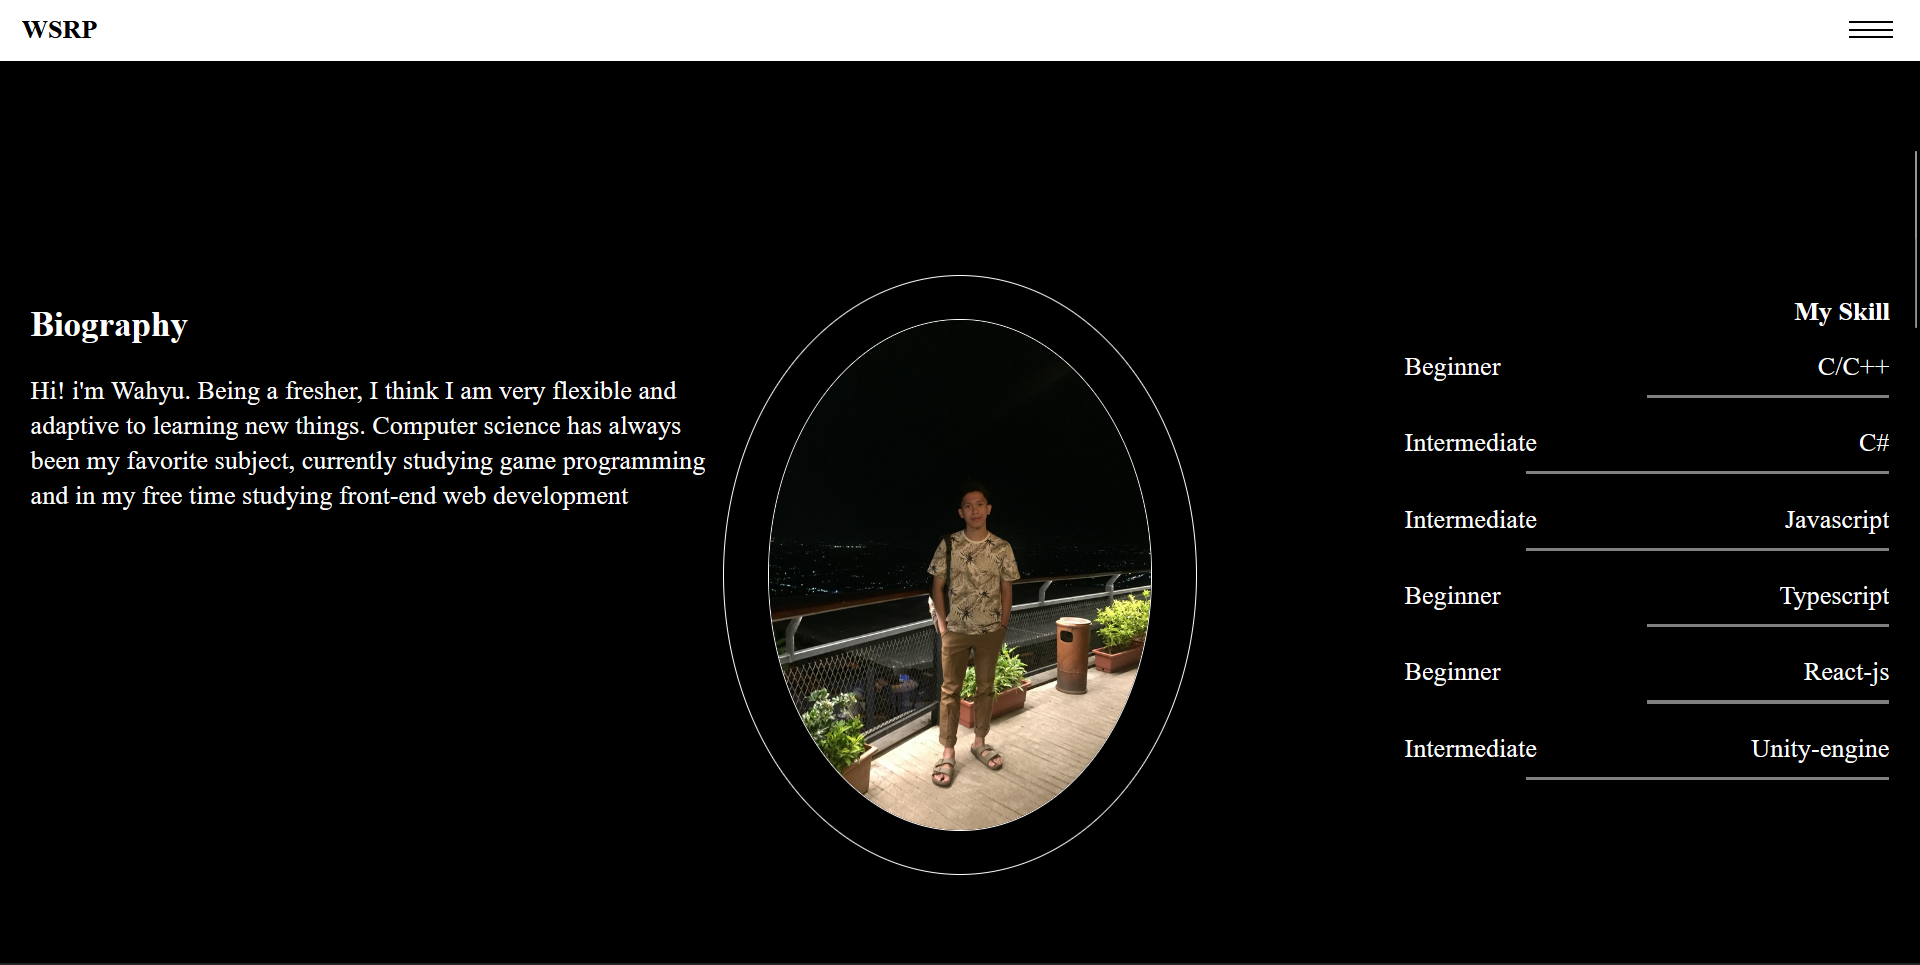 WSRP
Biography
Hi! i'm Wahyu. Being a fresher, I think I am very flexible and
adaptive to learning new things. Computer science has always
been my favorite subject, currently studying game programming
and in my free time studying front-end web development
My Skill
Beginner C/C++
Intermediate C#
Intermediate Javascript
Beginner Typescript
Beginner React-js
Intermediate Unity-engine